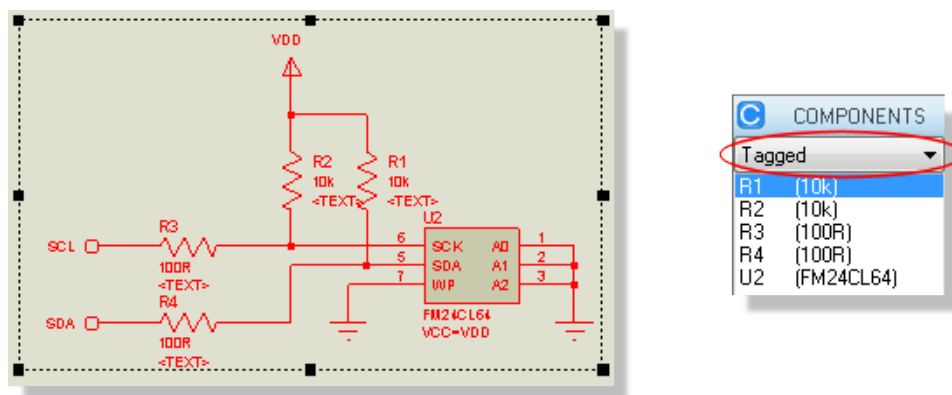 VDD
R2
10k
<TEXT>
R1
10k
<TEXT>
U2
SCL
R3
100R
<TEXT>
6 SCK A0 1
5 SDA A1 2
7 WP A2 3
FM24CL64
VCC=VDD
SDA
R4
100R
<TEXT>
C COMPONENTS
Tagged
R1 (10k)
R2 (10k)
R3 (100R)
R4 (100R)
U2 (FM24CL64)